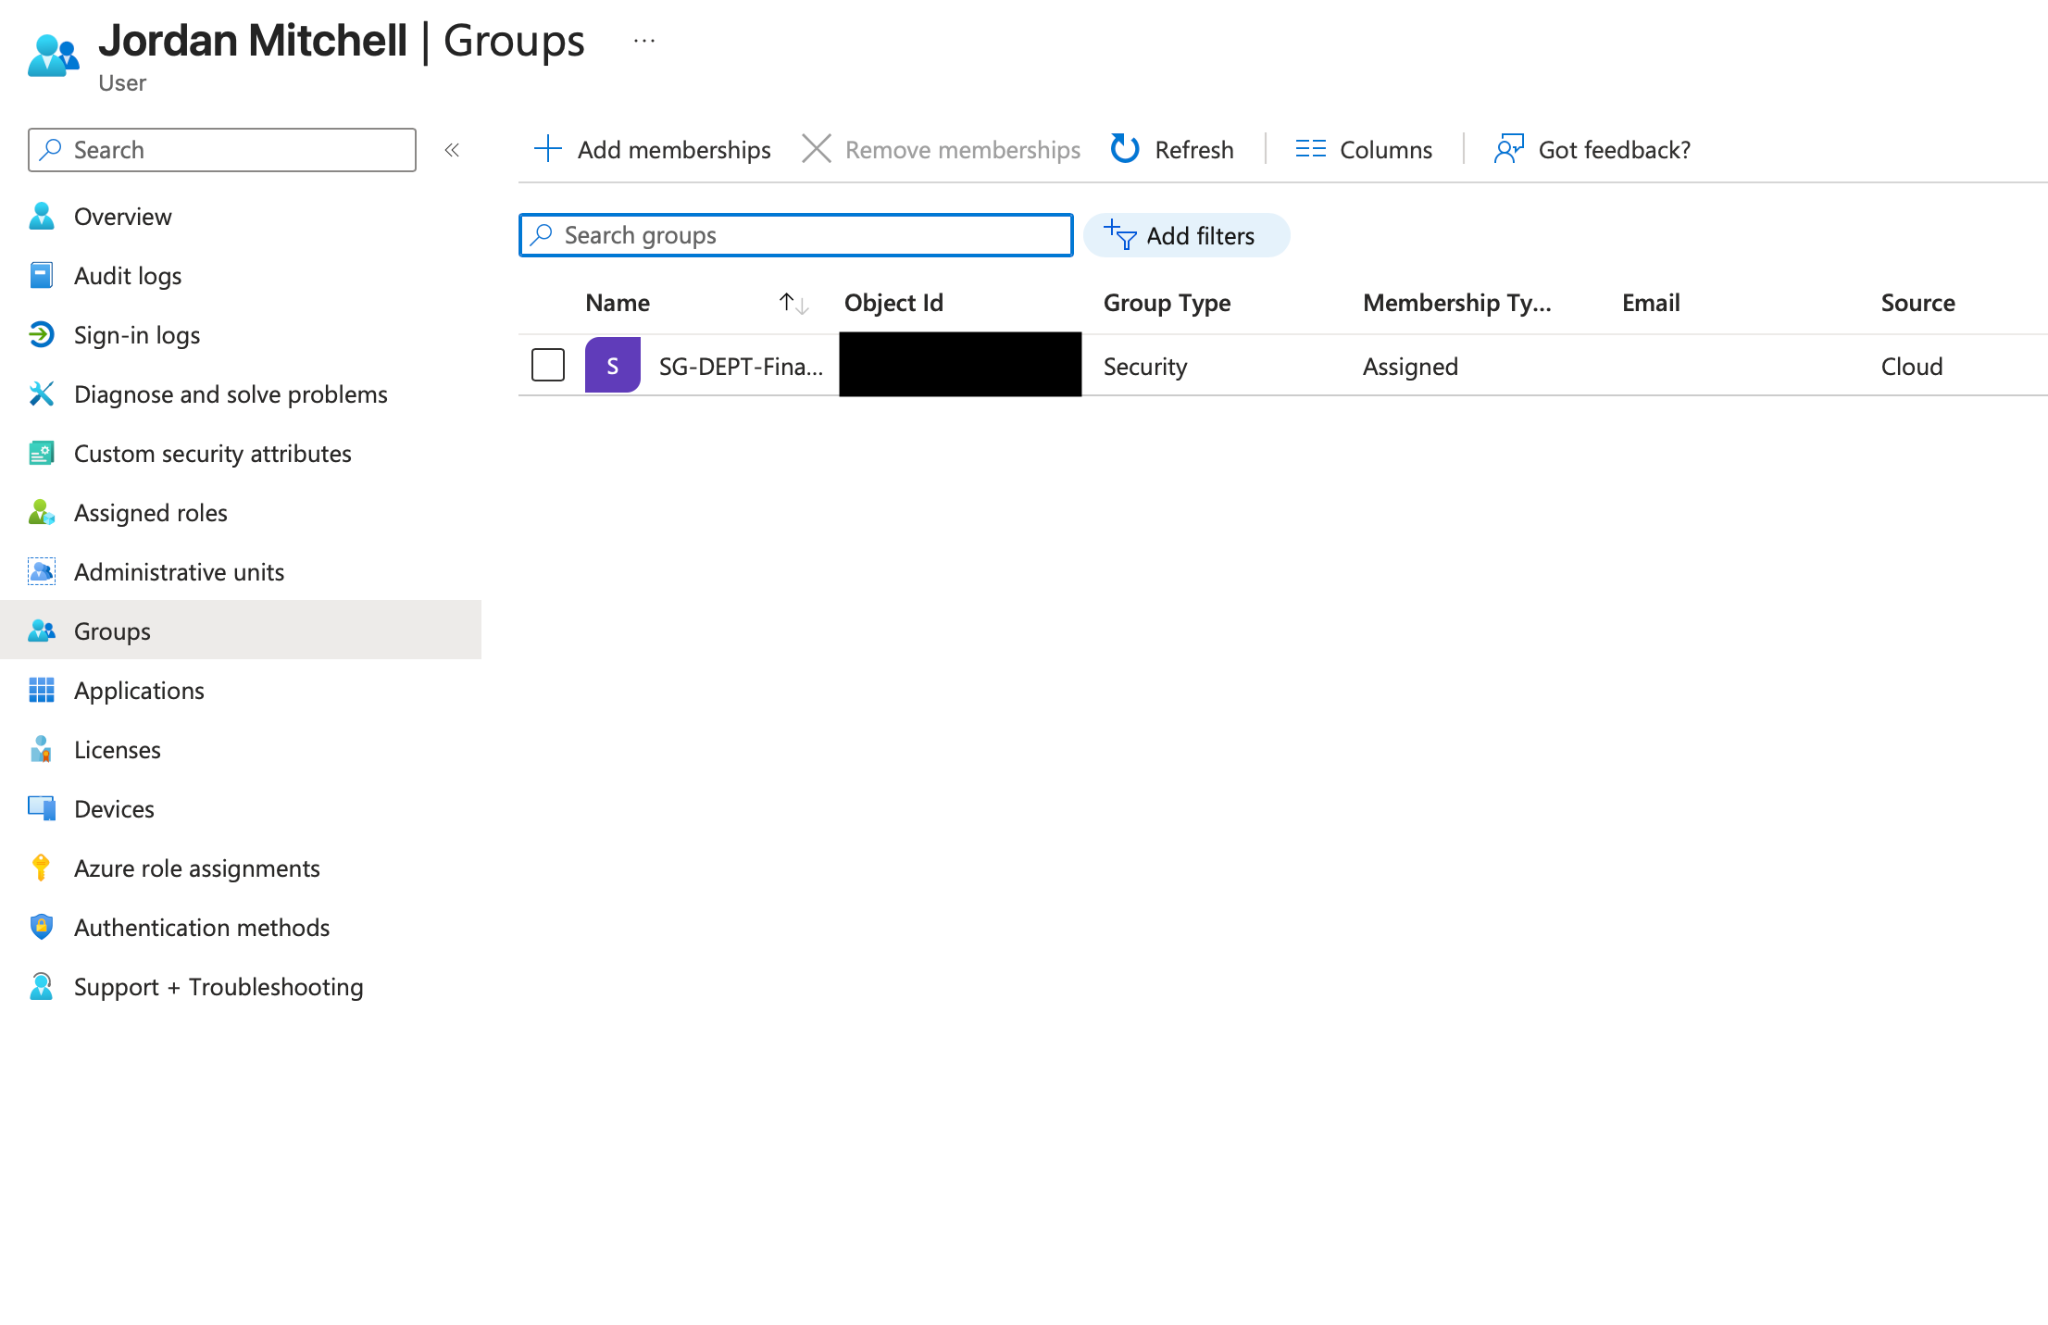 Jordan Mitchell | Groups ...
User
Search «
Add memberships Remove memberships Refresh Columns Got feedback?
Overview
Audit logs
Sign-in logs
Diagnose and solve problems
Custom security attributes
Assigned roles
Administrative units
Groups
Applications
Licenses
Devices
Azure role assignments
Authentication methods
Support + Troubleshooting
Search groups Add filters
Name Object Id Group Type Membership Ty... Email Source
S SG-DEPT-Fina... Security Assigned Cloud